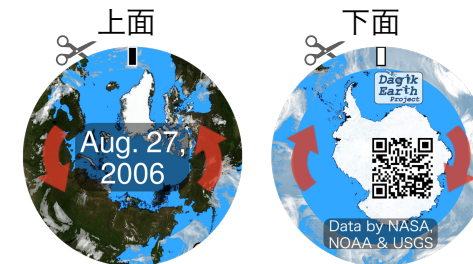 上面
下面
Aug. 27,
2006
Dagik
Earth
Project
Data by NASA,
NOAA & USGS